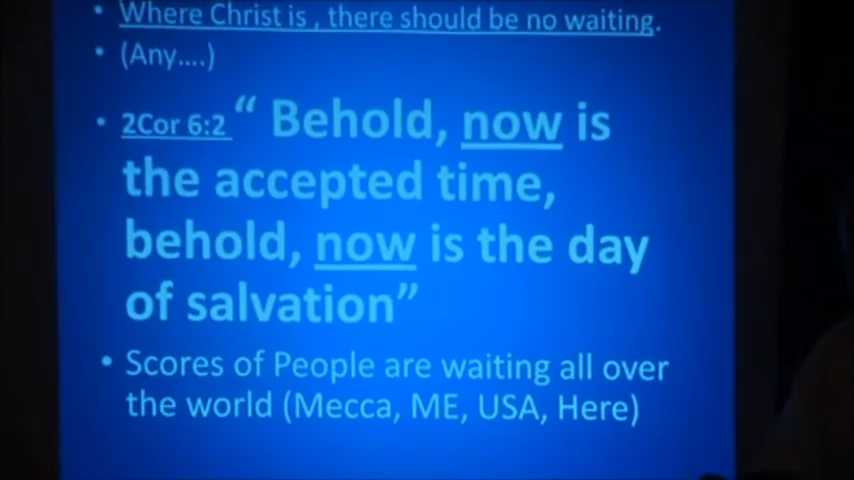 • Where Christ is , there should be no waiting.
• (Any....)
• 2Cor 6:2 “ Behold, now is
the accepted time,
behold, now is the day
of salvation”
• Scores of People are waiting all over
the world (Mecca, ME, USA, Here)